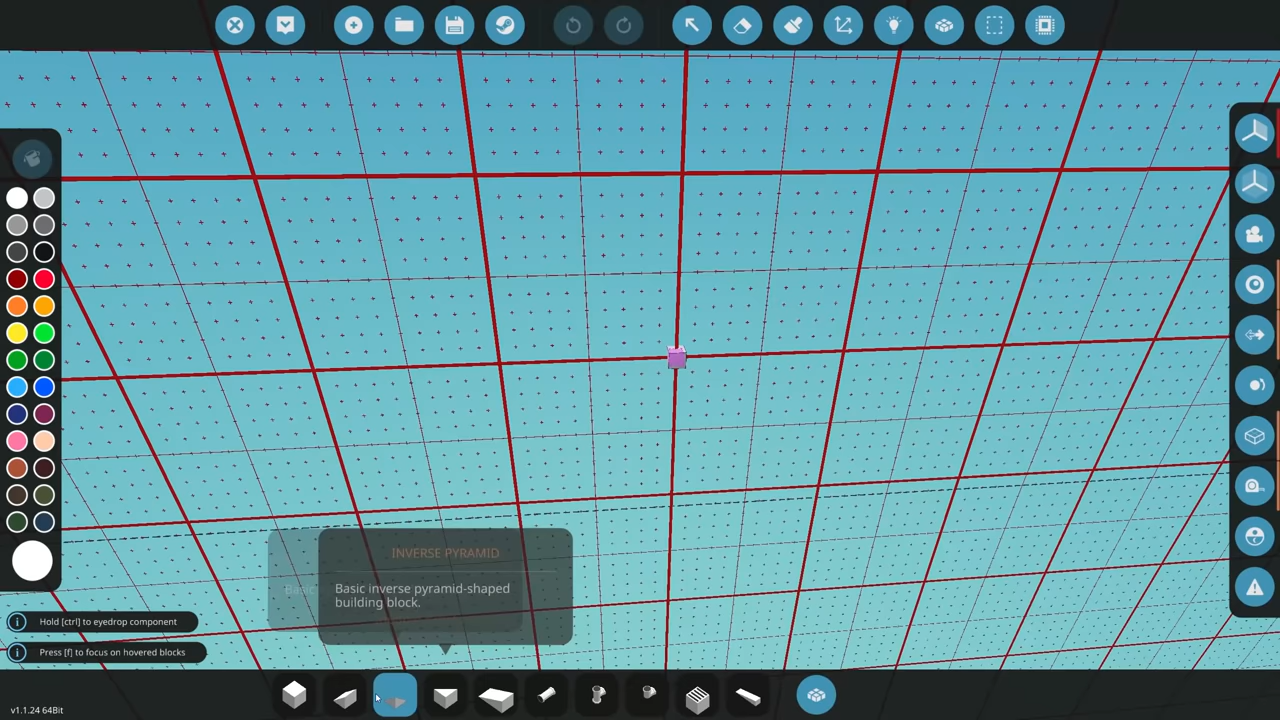 INVERSE PYRAMID
Basic
Basic inverse pyramid-shaped
building block.
Hold [ctrl] to eyedrop component
Press [f] to focus on hovered blocks
v1.1.24 64Bit